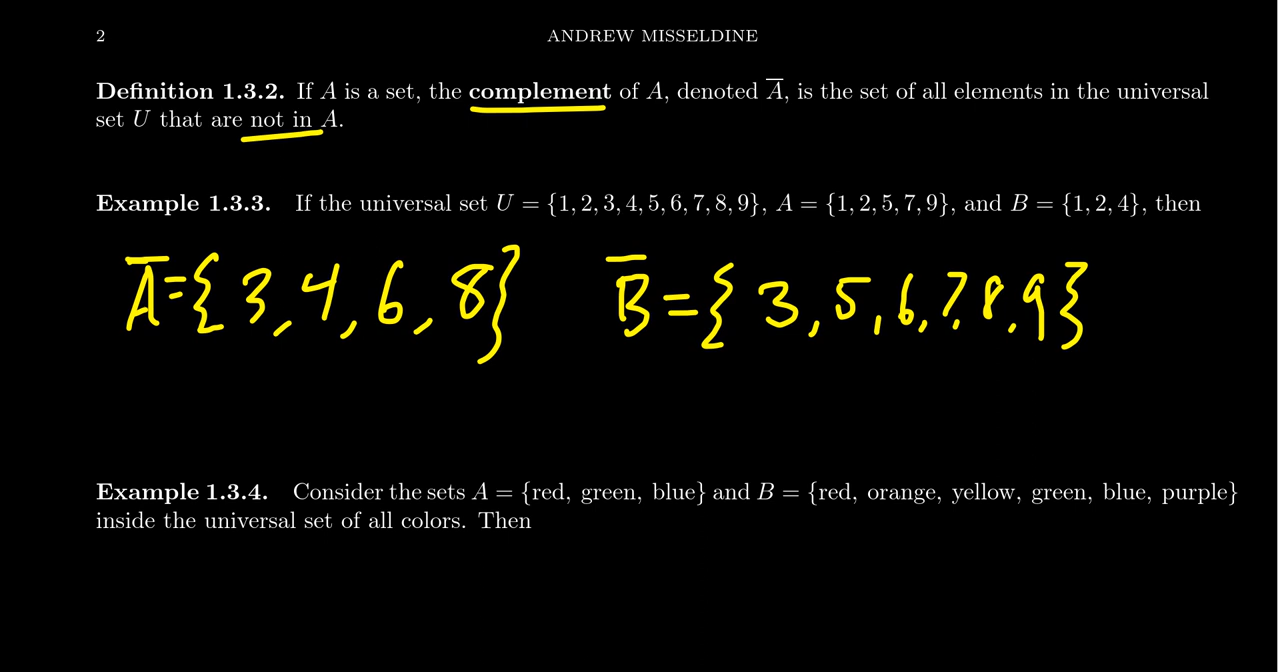 2 ANDREW MISSELDINE
Definition 1.3.2. If A is a set, the complement of A, denoted A̅, is the set of all elements in the universal
set U that are not in A.
Example 1.3.3. If the universal set U = {1, 2, 3, 4, 5, 6, 7, 8, 9}, A = {1, 2, 5, 7, 9}, and B = {1, 2, 4}, then
A̅={ 3, 4, 6, 8} B̅ = { 3, 5, 6, 7, 8, 9}
Example 1.3.4. Consider the sets A = {red, green, blue} and B = {red, orange, yellow, green, blue, purple}
inside the universal set of all colors. Then